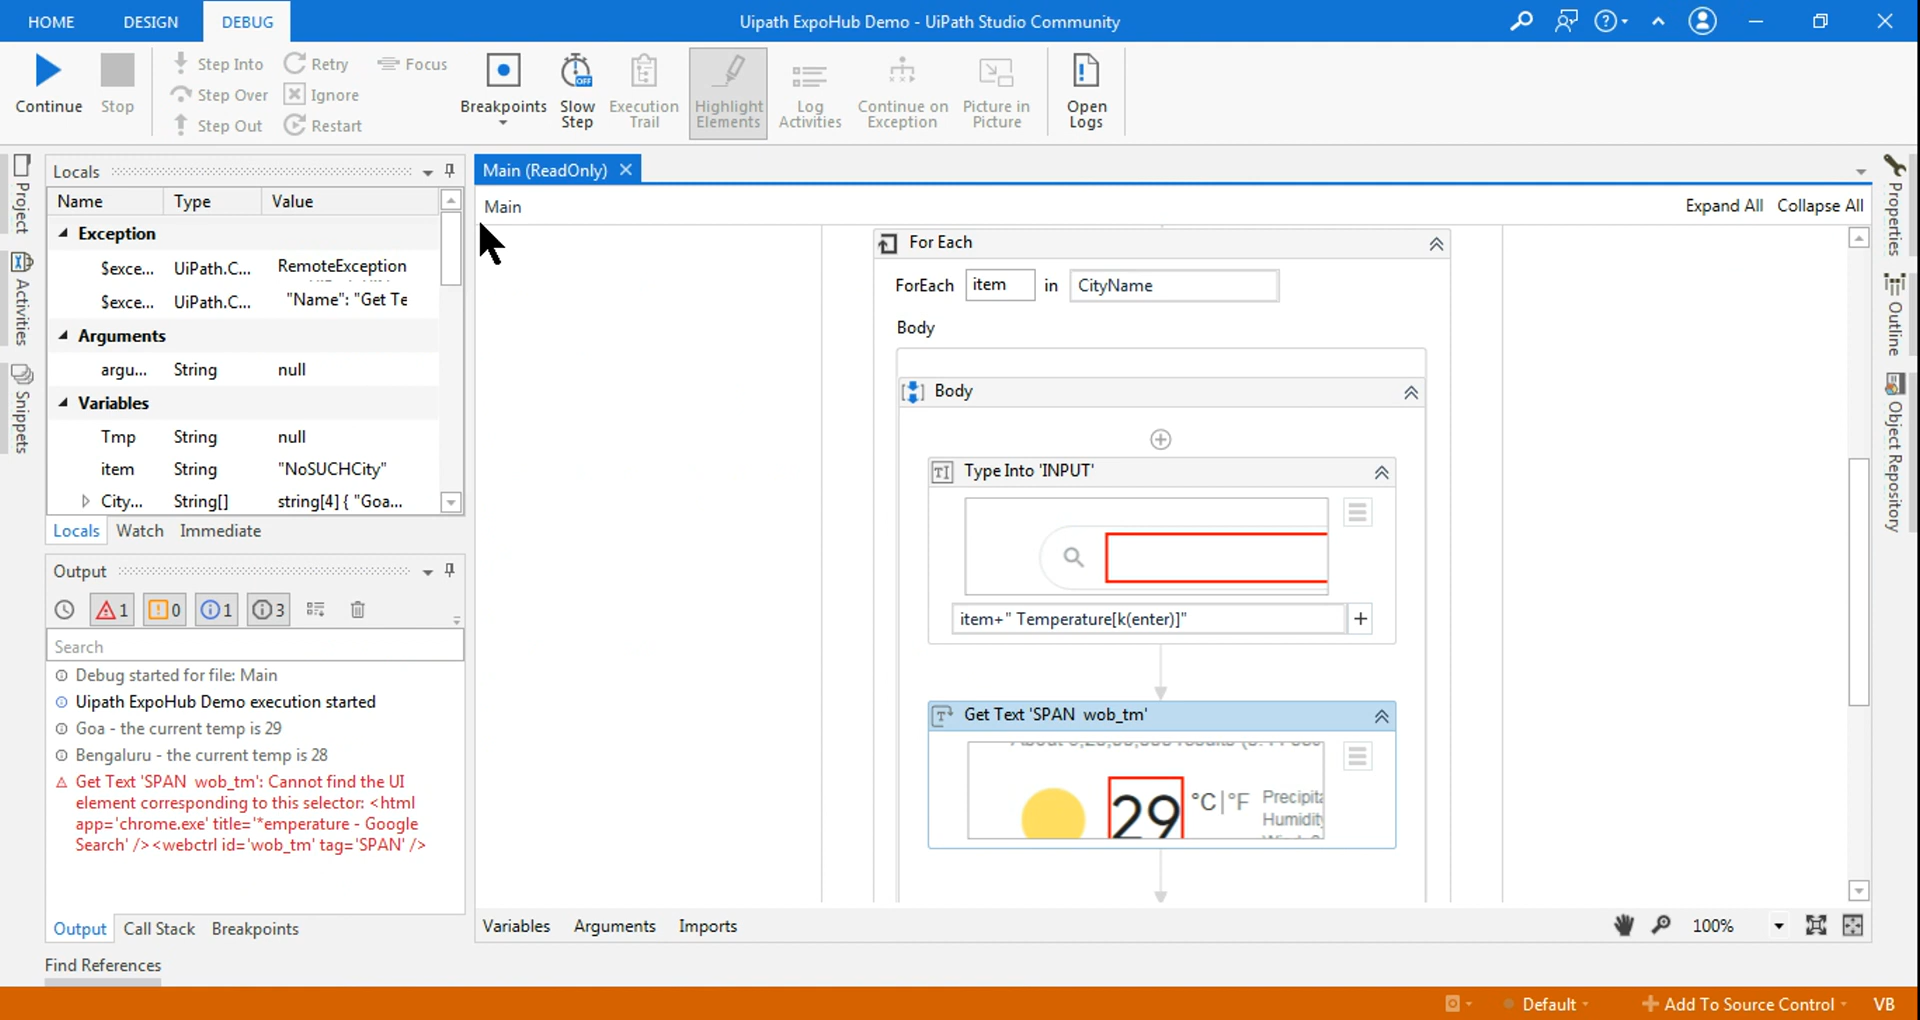 HOME DESIGN DEBUG Uipath ExpoHub Demo - UiPath Studio Community
Continue Stop
Step Into Retry Focus
Step Over Ignore
Step Out Restart
Breakpoints Slow Step Execution Trail Highlight Elements Log Activities Continue on Exception Picture in Picture Open Logs
Project
Activities
Snippets
Locals
Name Type Value
Exception
$exce... UiPath.C... RemoteException
$exce... UiPath.C... "Name": "Get Te
Arguments
argu... String null
Variables
Tmp String null
item String "NoSUCHCity"
City... String[] string[4] { "Goa...
Locals Watch Immediate
Output
1 0 1 3
Search
Debug started for file: Main
Uipath ExpoHub Demo execution started
Goa - the current temp is 29
Bengaluru - the current temp is 28
Get Text 'SPAN wob_tm': Cannot find the UI
element corresponding to this selector: <html
app='chrome.exe' title='*emperature - Google
Search' /><webctrl id='wob_tm' tag='SPAN' />
Output Call Stack Breakpoints
Find References
Main (ReadOnly)
Main Expand All Collapse All
For Each
ForEach item in CityName
Body
Body
Type Into 'INPUT'
item+" Temperature[k(enter)]"
Get Text 'SPAN wob_tm'
29 °C|°F Precipita
Humidity
Variables Arguments Imports 100%
Properties
Outline
Object Repository
Default Add To Source Control VB